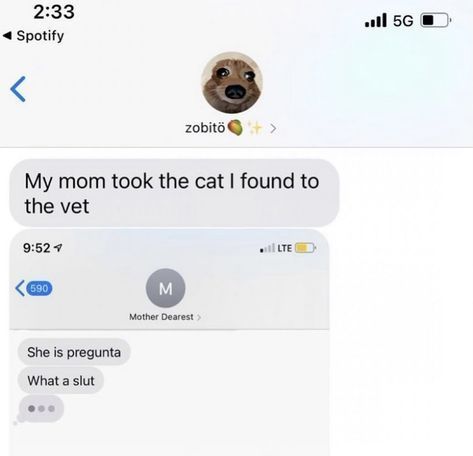 2:33
5G
◀ Spotify
zobitö🥭✨ >
My mom took the cat I found to
the vet
9:52
LTE
590
M
Mother Dearest >
She is pregunta
What a slut